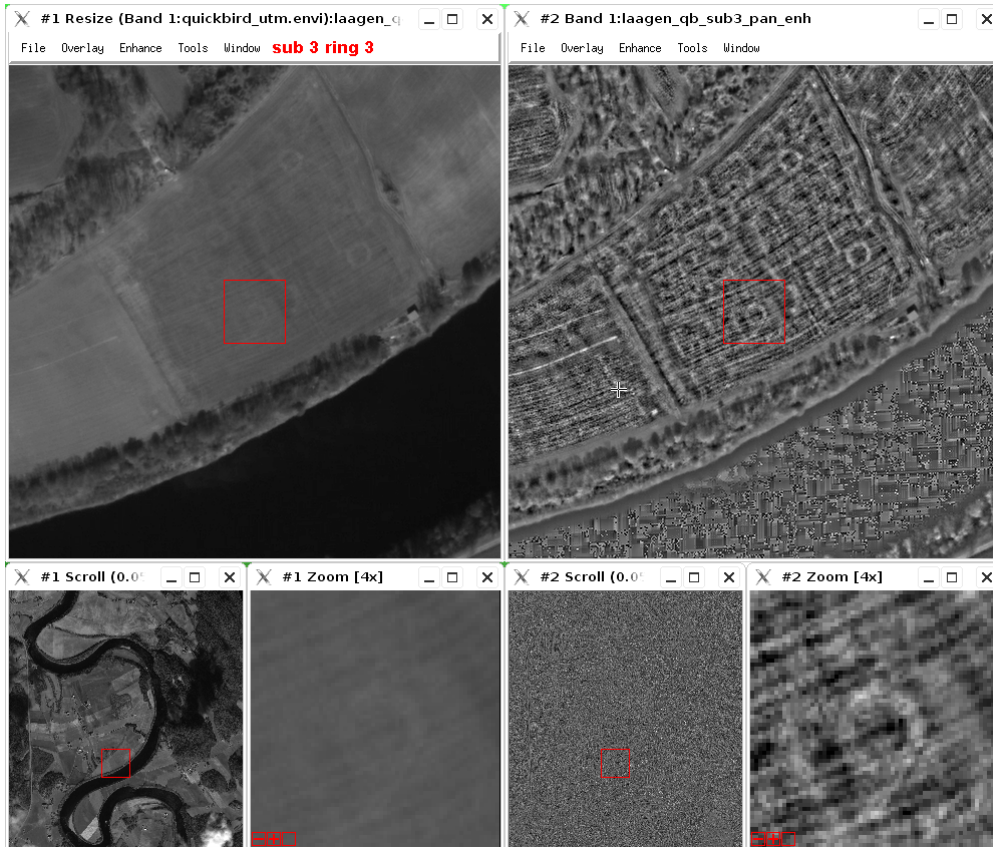 #1 Resize (Band 1:quickbird_utm.envi):laagen_q
#2 Band 1:laagen_qb_sub3_pan_enh
File Overlay Enhance Tools Window sub 3 ring 3
File Overlay Enhance Tools Window
#1 Scroll (0.0
#1 Zoom [4x]
#2 Scroll (0.0
#2 Zoom [4x]